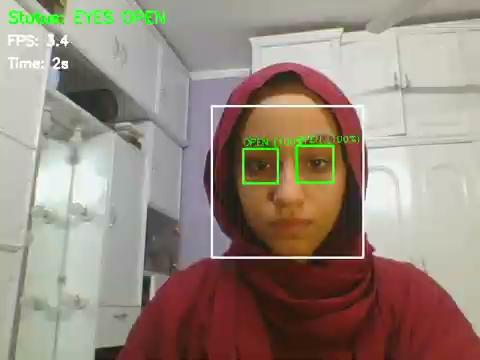 Status: EYES OPEN
FPS: 3.4
Time: 2s
OPEN (100%)